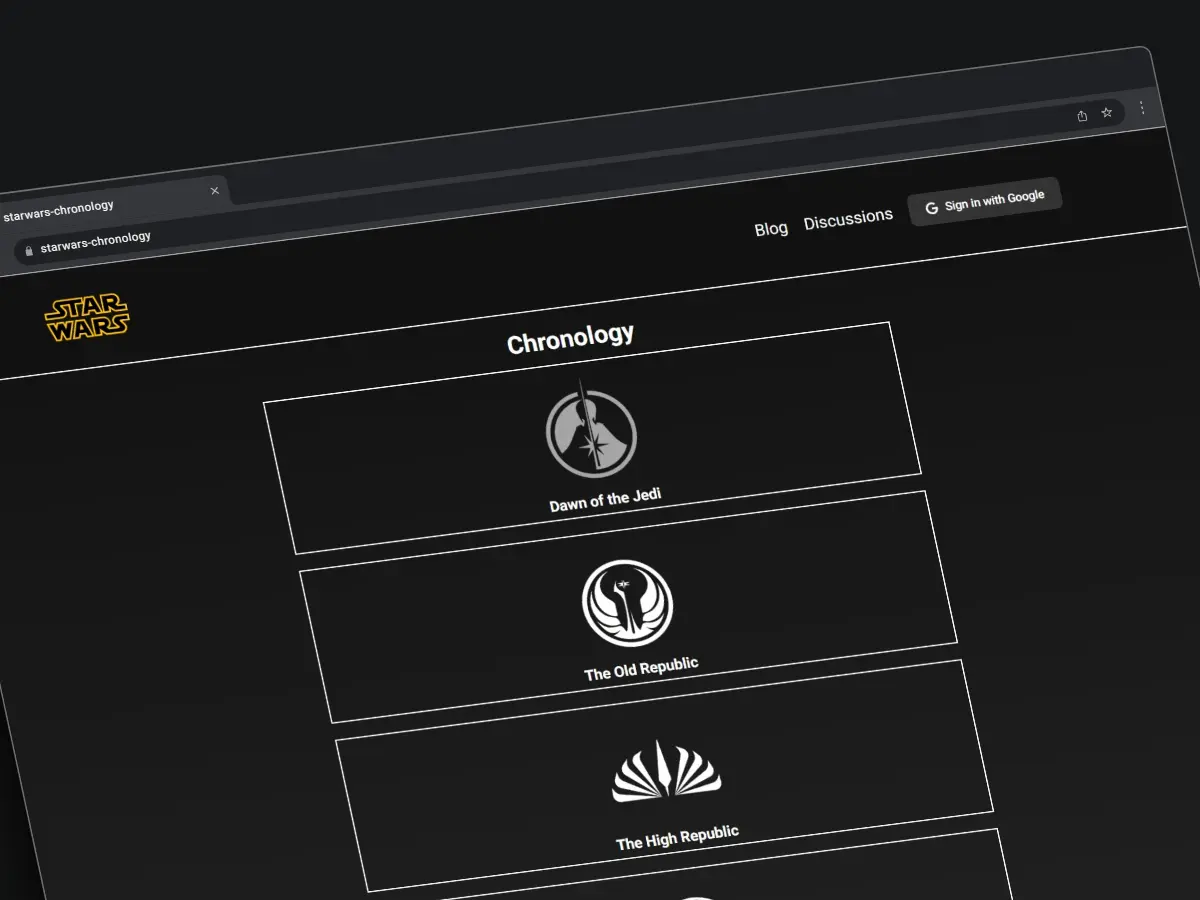 starwars-chronology
starwars-chronology
Blog
Discussions
Sign in with Google
STAR
WARS
Chronology
Dawn of the Jedi
The Old Republic
The High Republic